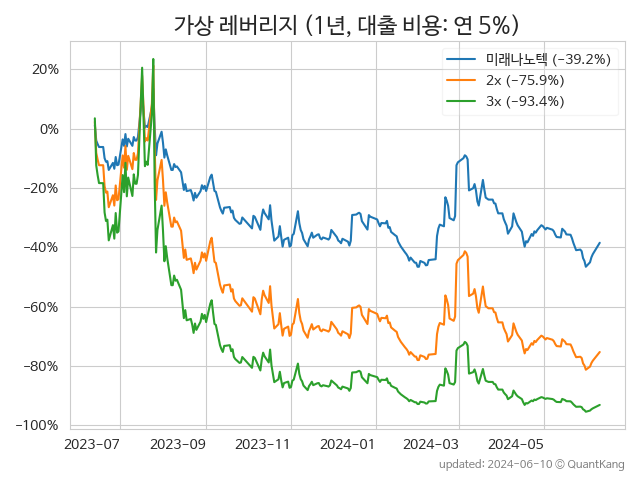 가상 레버리지 (1년, 대출 비용: 연 5%)
미래나노텍 (−39.2%)
2x (−75.9%)
3x (−93.4%)
20%
0%
−20%
−40%
−60%
−80%
−100%
2023-07 2023-09 2023-11 2024-01 2024-03 2024-05
updated: 2024-06-10 © QuantKang